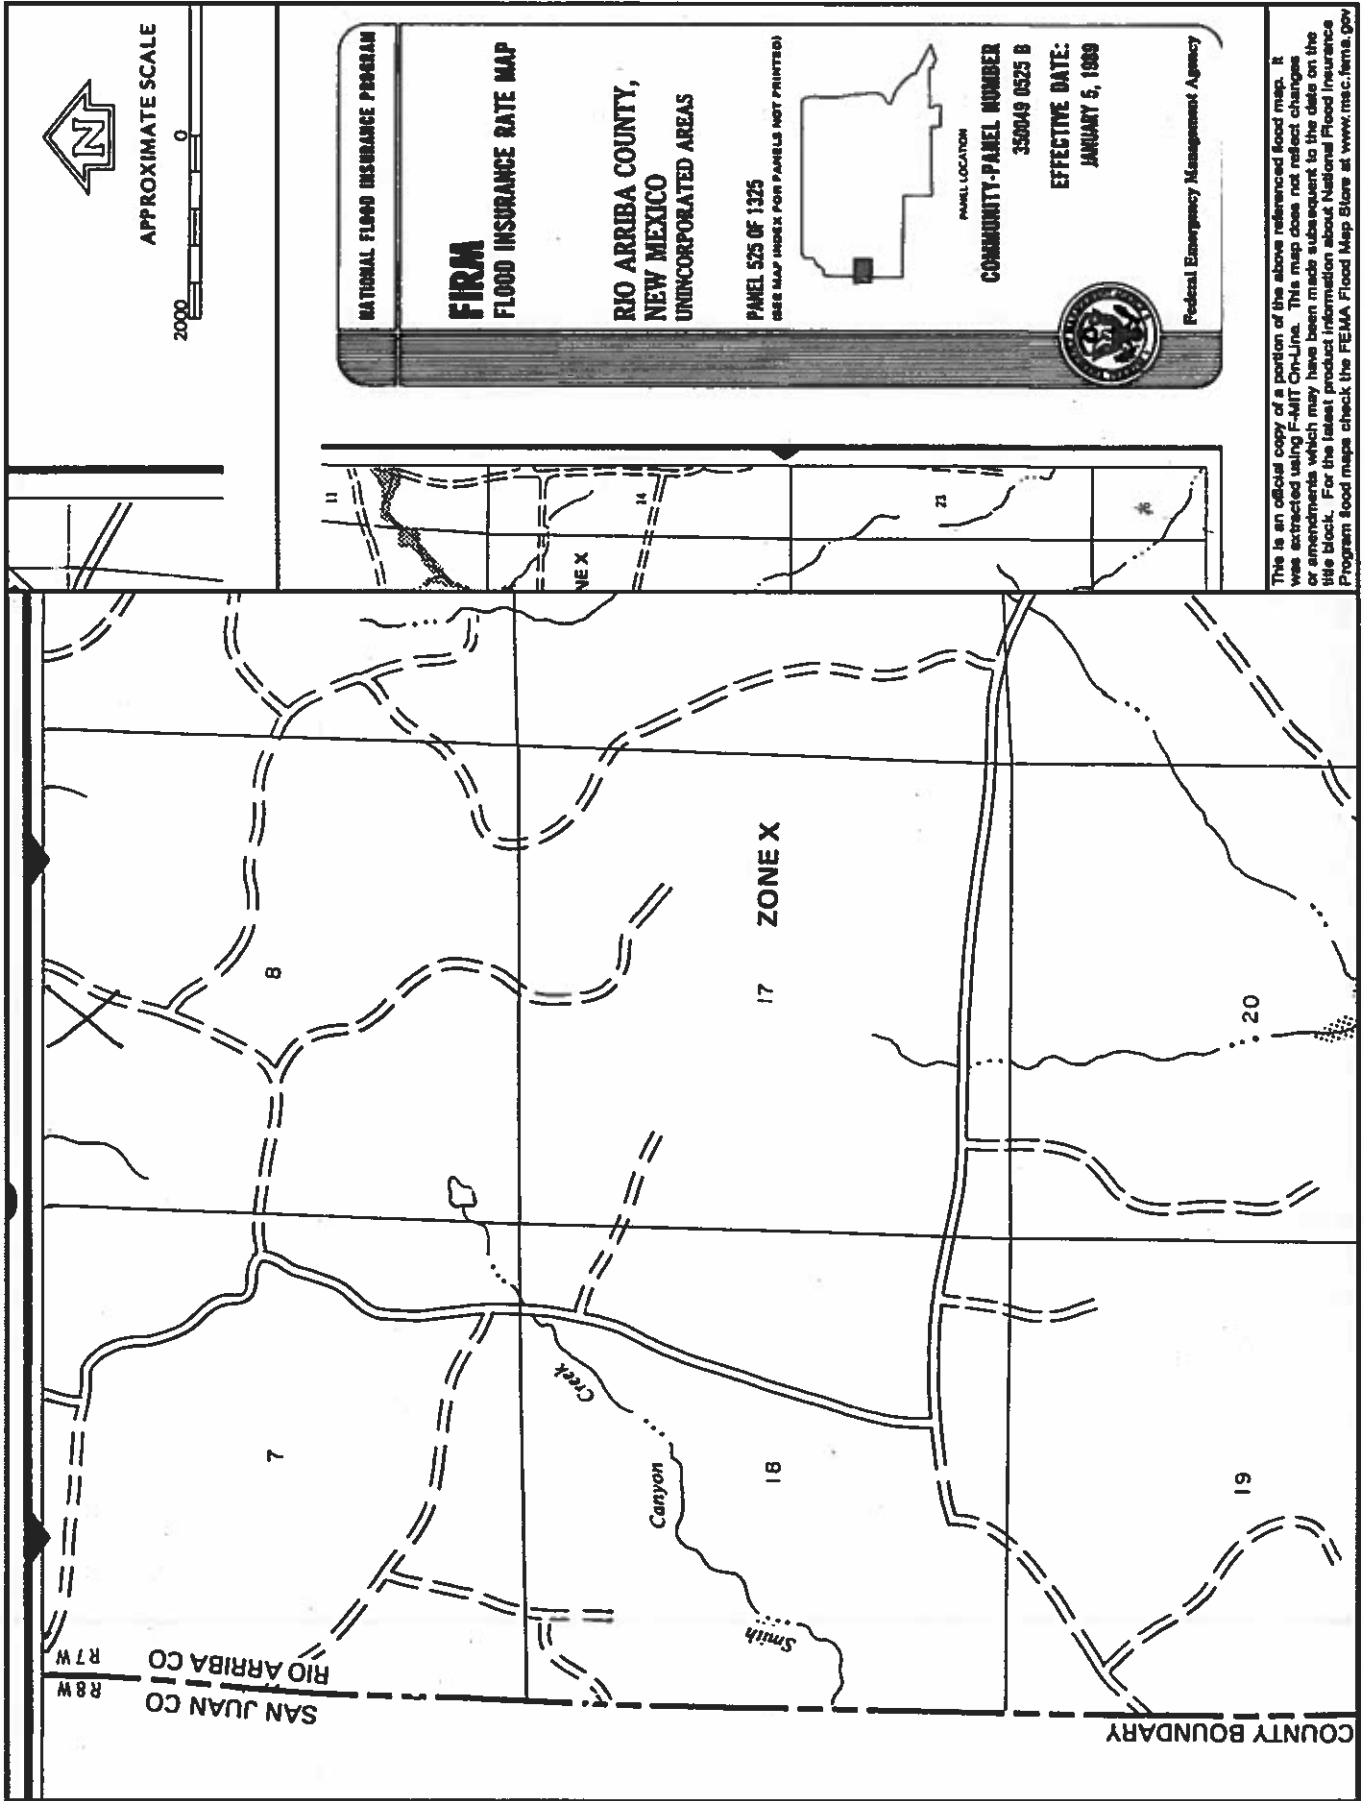 APPROXIMATE SCALE
2000 0
NATIONAL FLOOD INSURANCE PROGRAM
FIRM
FLOOD INSURANCE RATE MAP
RIO ARRIBA COUNTY,
NEW MEXICO
UNINCORPORATED AREAS
PANEL 525 OF 1325
(SEE MAP INDEX FOR PANELS NOT PRINTED)
PANEL LOCATION
COMMUNITY-PANEL NUMBER
350049 0525 B
EFFECTIVE DATE:
JANUARY 5, 1989
Federal Emergency Management Agency
This is an official copy of a portion of the above referenced flood map. It
was extracted using F-MIT On-Line. This map does not reflect changes
or amendments which may have been made subsequent to the date on the
title block. For the latest product information about National Flood Insurance
Program flood maps check the FEMA Flood Map Store at www.msc.fema.gov
N
11
14
NE X
23
26
8
17
ZONE X
20
7
18
19
Creek
Canyon
Smith
R7W
R8W
RIO ARRIBA CO
SAN JUAN CO
COUNTY BOUNDARY